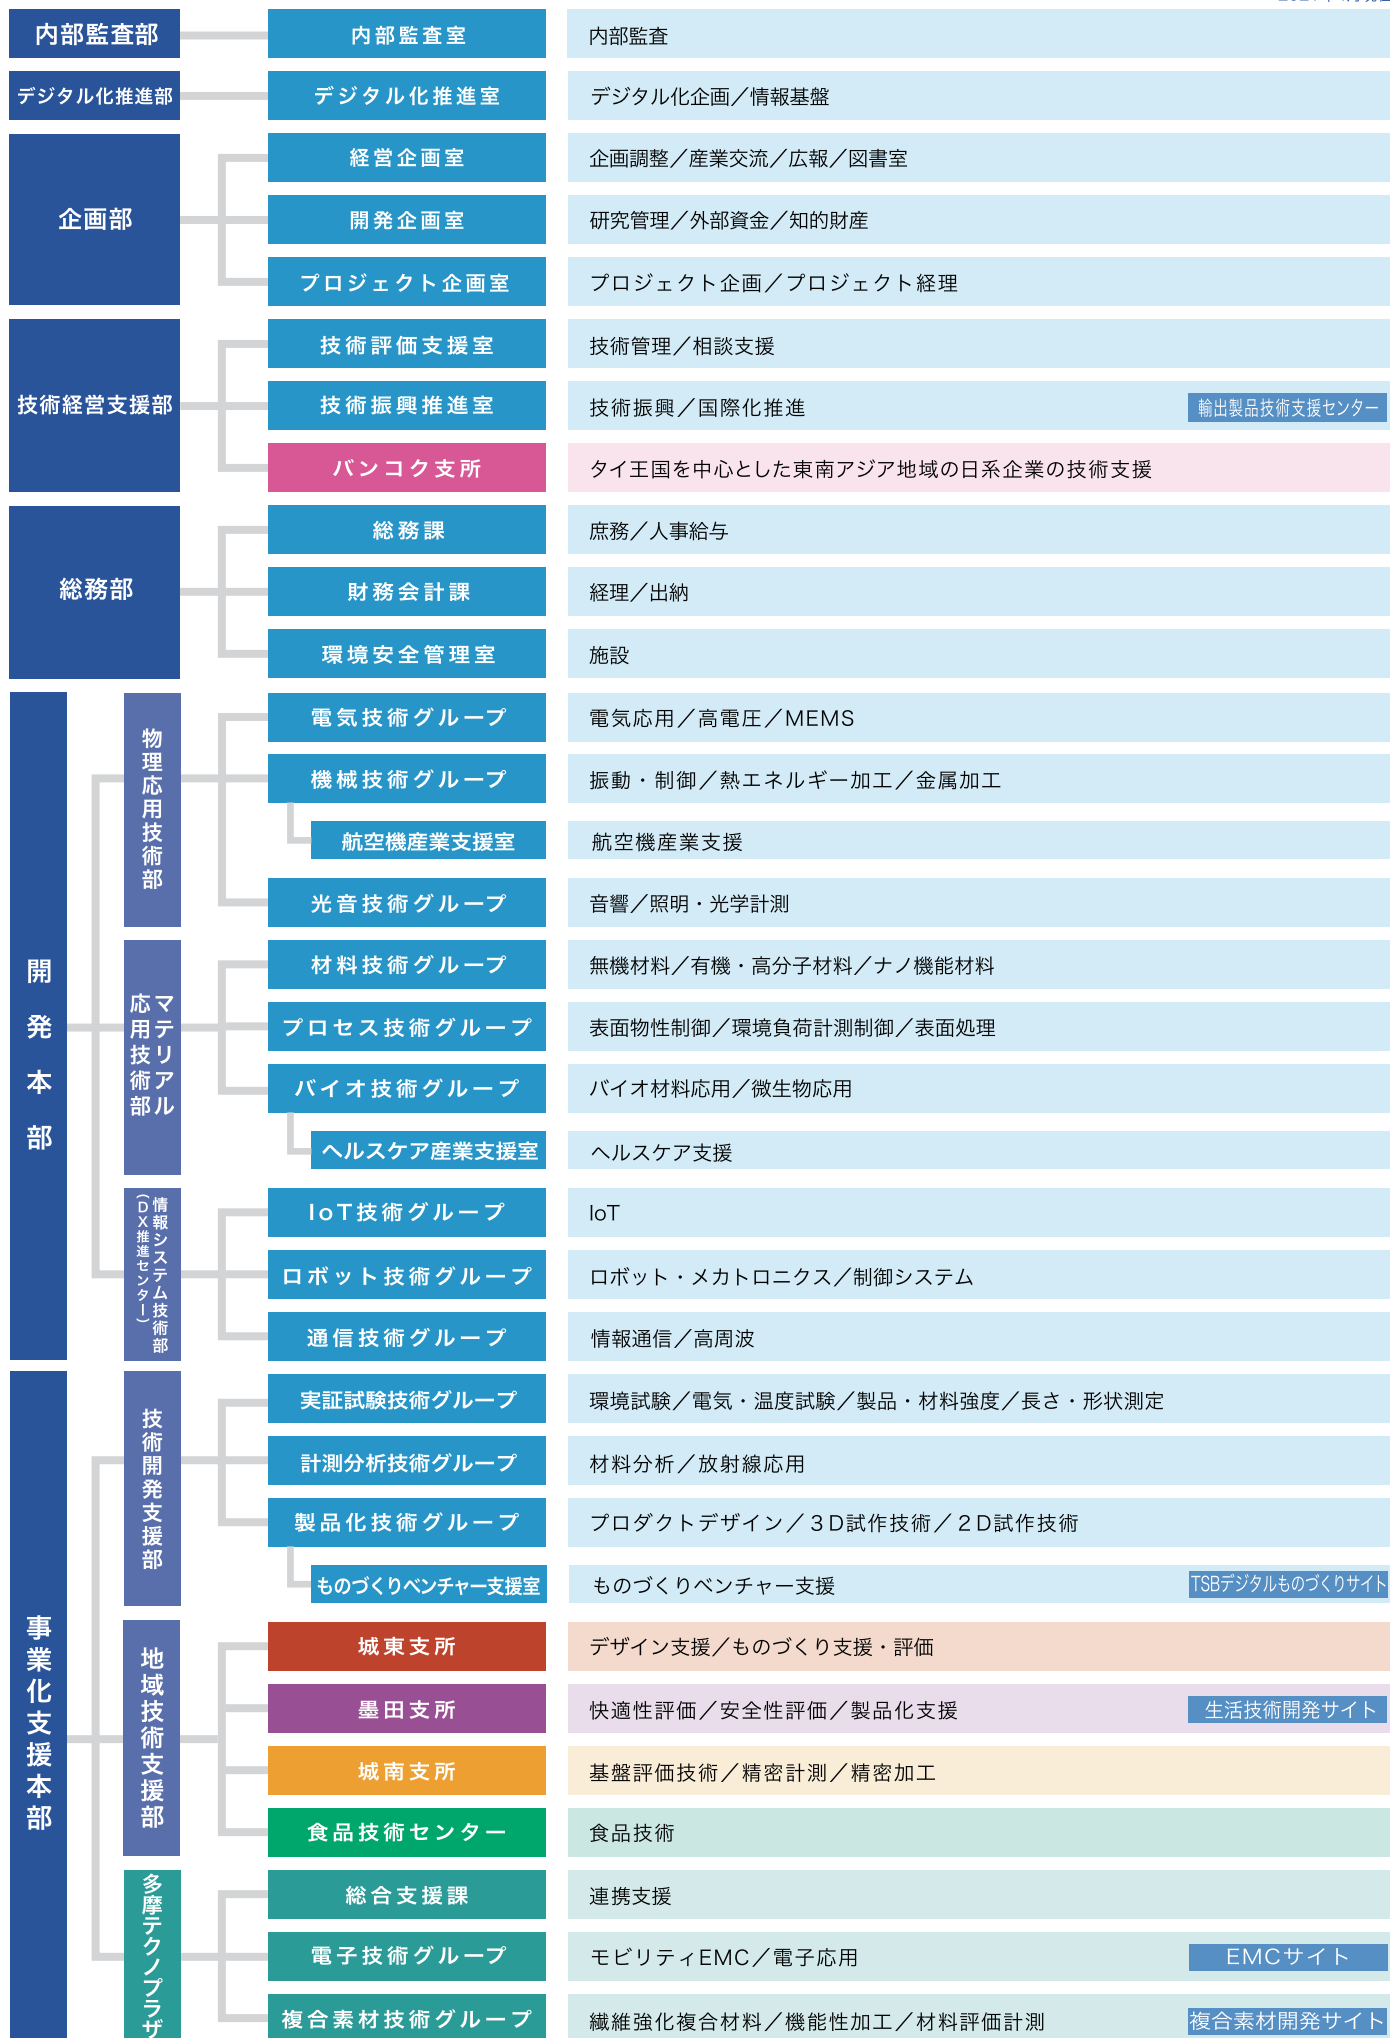 内部監査部
内部監査室
内部監査
デジタル化推進部
デジタル化推進室
デジタル化企画／情報基盤
企画部
経営企画室
企画調整／産業交流／広報／図書室
開発企画室
研究管理／外部資金／知的財産
プロジェクト企画室
プロジェクト企画／プロジェクト経理
技術経営支援部
技術評価支援室
技術管理／相談支援
技術振興推進室
技術振興／国際化推進
輸出製品技術支援センター
バンコク支所
タイ王国を中心とした東南アジア地域の日系企業の技術支援
総務部
総務課
庶務／人事給与
財務会計課
経理／出納
環境安全管理室
施設
開発本部
物理応用技術部
電気技術グループ
電気応用／高電圧／MEMS
機械技術グループ
振動・制御／熱エネルギー加工／金属加工
航空機産業支援室
航空機産業支援
光音技術グループ
音響／照明・光学計測
マテリアル
応用技術部
材料技術グループ
無機材料／有機・高分子材料／ナノ機能材料
プロセス技術グループ
表面物性制御／環境負荷計測制御／表面処理
バイオ技術グループ
バイオ材料応用／微生物応用
ヘルスケア産業支援室
ヘルスケア支援
情報システム技術部
（DX推進センター）
IoT技術グループ
IoT
ロボット技術グループ
ロボット・メカトロニクス／制御システム
通信技術グループ
情報通信／高周波
事業化支援本部
技術開発支援部
実証試験技術グループ
環境試験／電気・温度試験／製品・材料強度／長さ・形状測定
計測分析技術グループ
材料分析／放射線応用
製品化技術グループ
プロダクトデザイン／３D試作技術／２D試作技術
ものづくりベンチャー支援室
ものづくりベンチャー支援
TSBデジタルものづくりサイト
地域技術支援部
城東支所
デザイン支援／ものづくり支援・評価
墨田支所
快適性評価／安全性評価／製品化支援
生活技術開発サイト
城南支所
基盤評価技術／精密計測／精密加工
食品技術センター
食品技術
多摩テクノプラザ
総合支援課
連携支援
電子技術グループ
モビリティEMC／電子応用
EMCサイト
複合素材技術グループ
繊維強化複合材料／機能性加工／材料評価計測
複合素材開発サイト